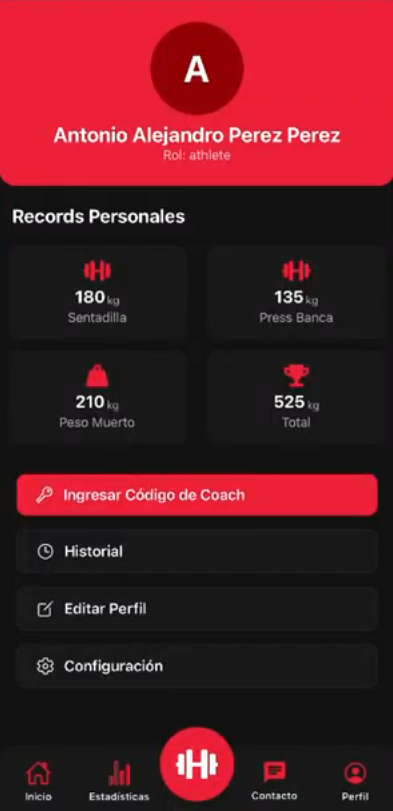 A
Antonio Alejandro Perez Perez
Rol: athlete
Records Personales
180 kg
Sentadilla
135 kg
Press Banca
210 kg
Peso Muerto
525 kg
Total
Ingresar Código de Coach
Historial
Editar Perfil
Configuración
Inicio
Estadísticas
Contacto
Perfil